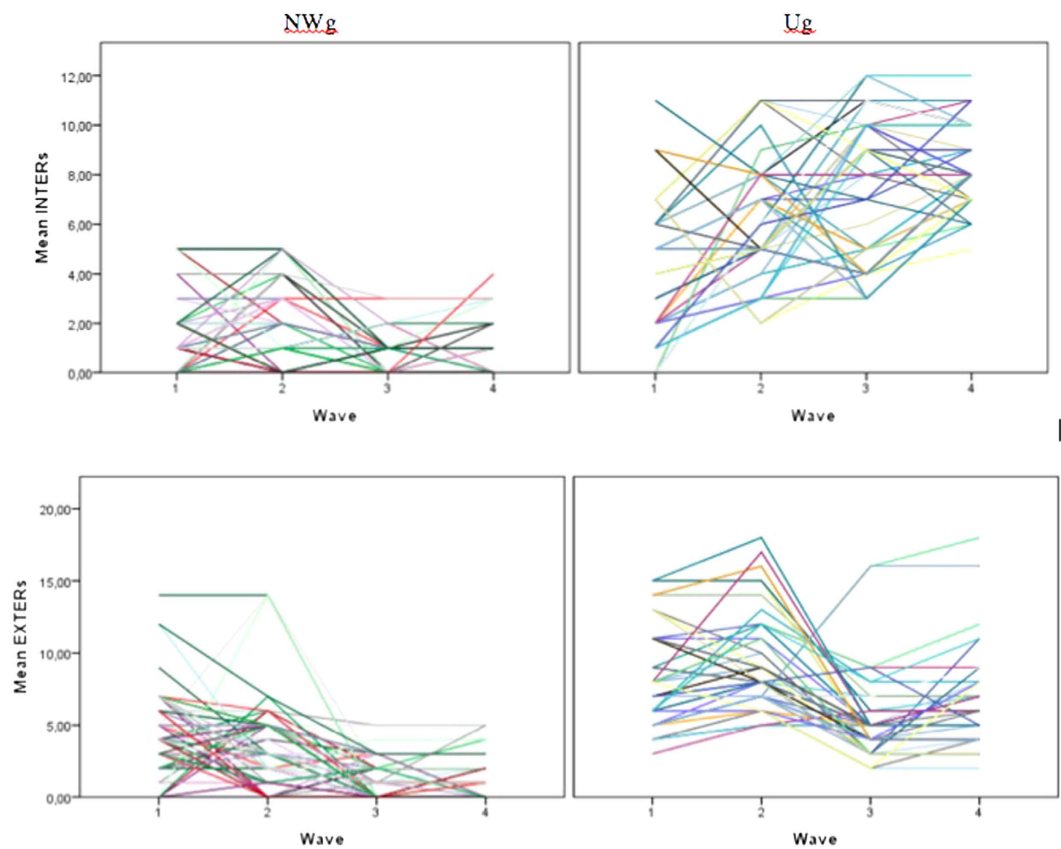 NWg Ug
12,00
10,00
8,00
6,00
4,00
2,00
0,00
Mean INTERs
1 2 3 4 1 2 3 4
Wave Wave
20,00
15,00
10,00
5,00
0,00
Mean EXTERs
1 2 3 4 1 2 3 4
Wave Wave